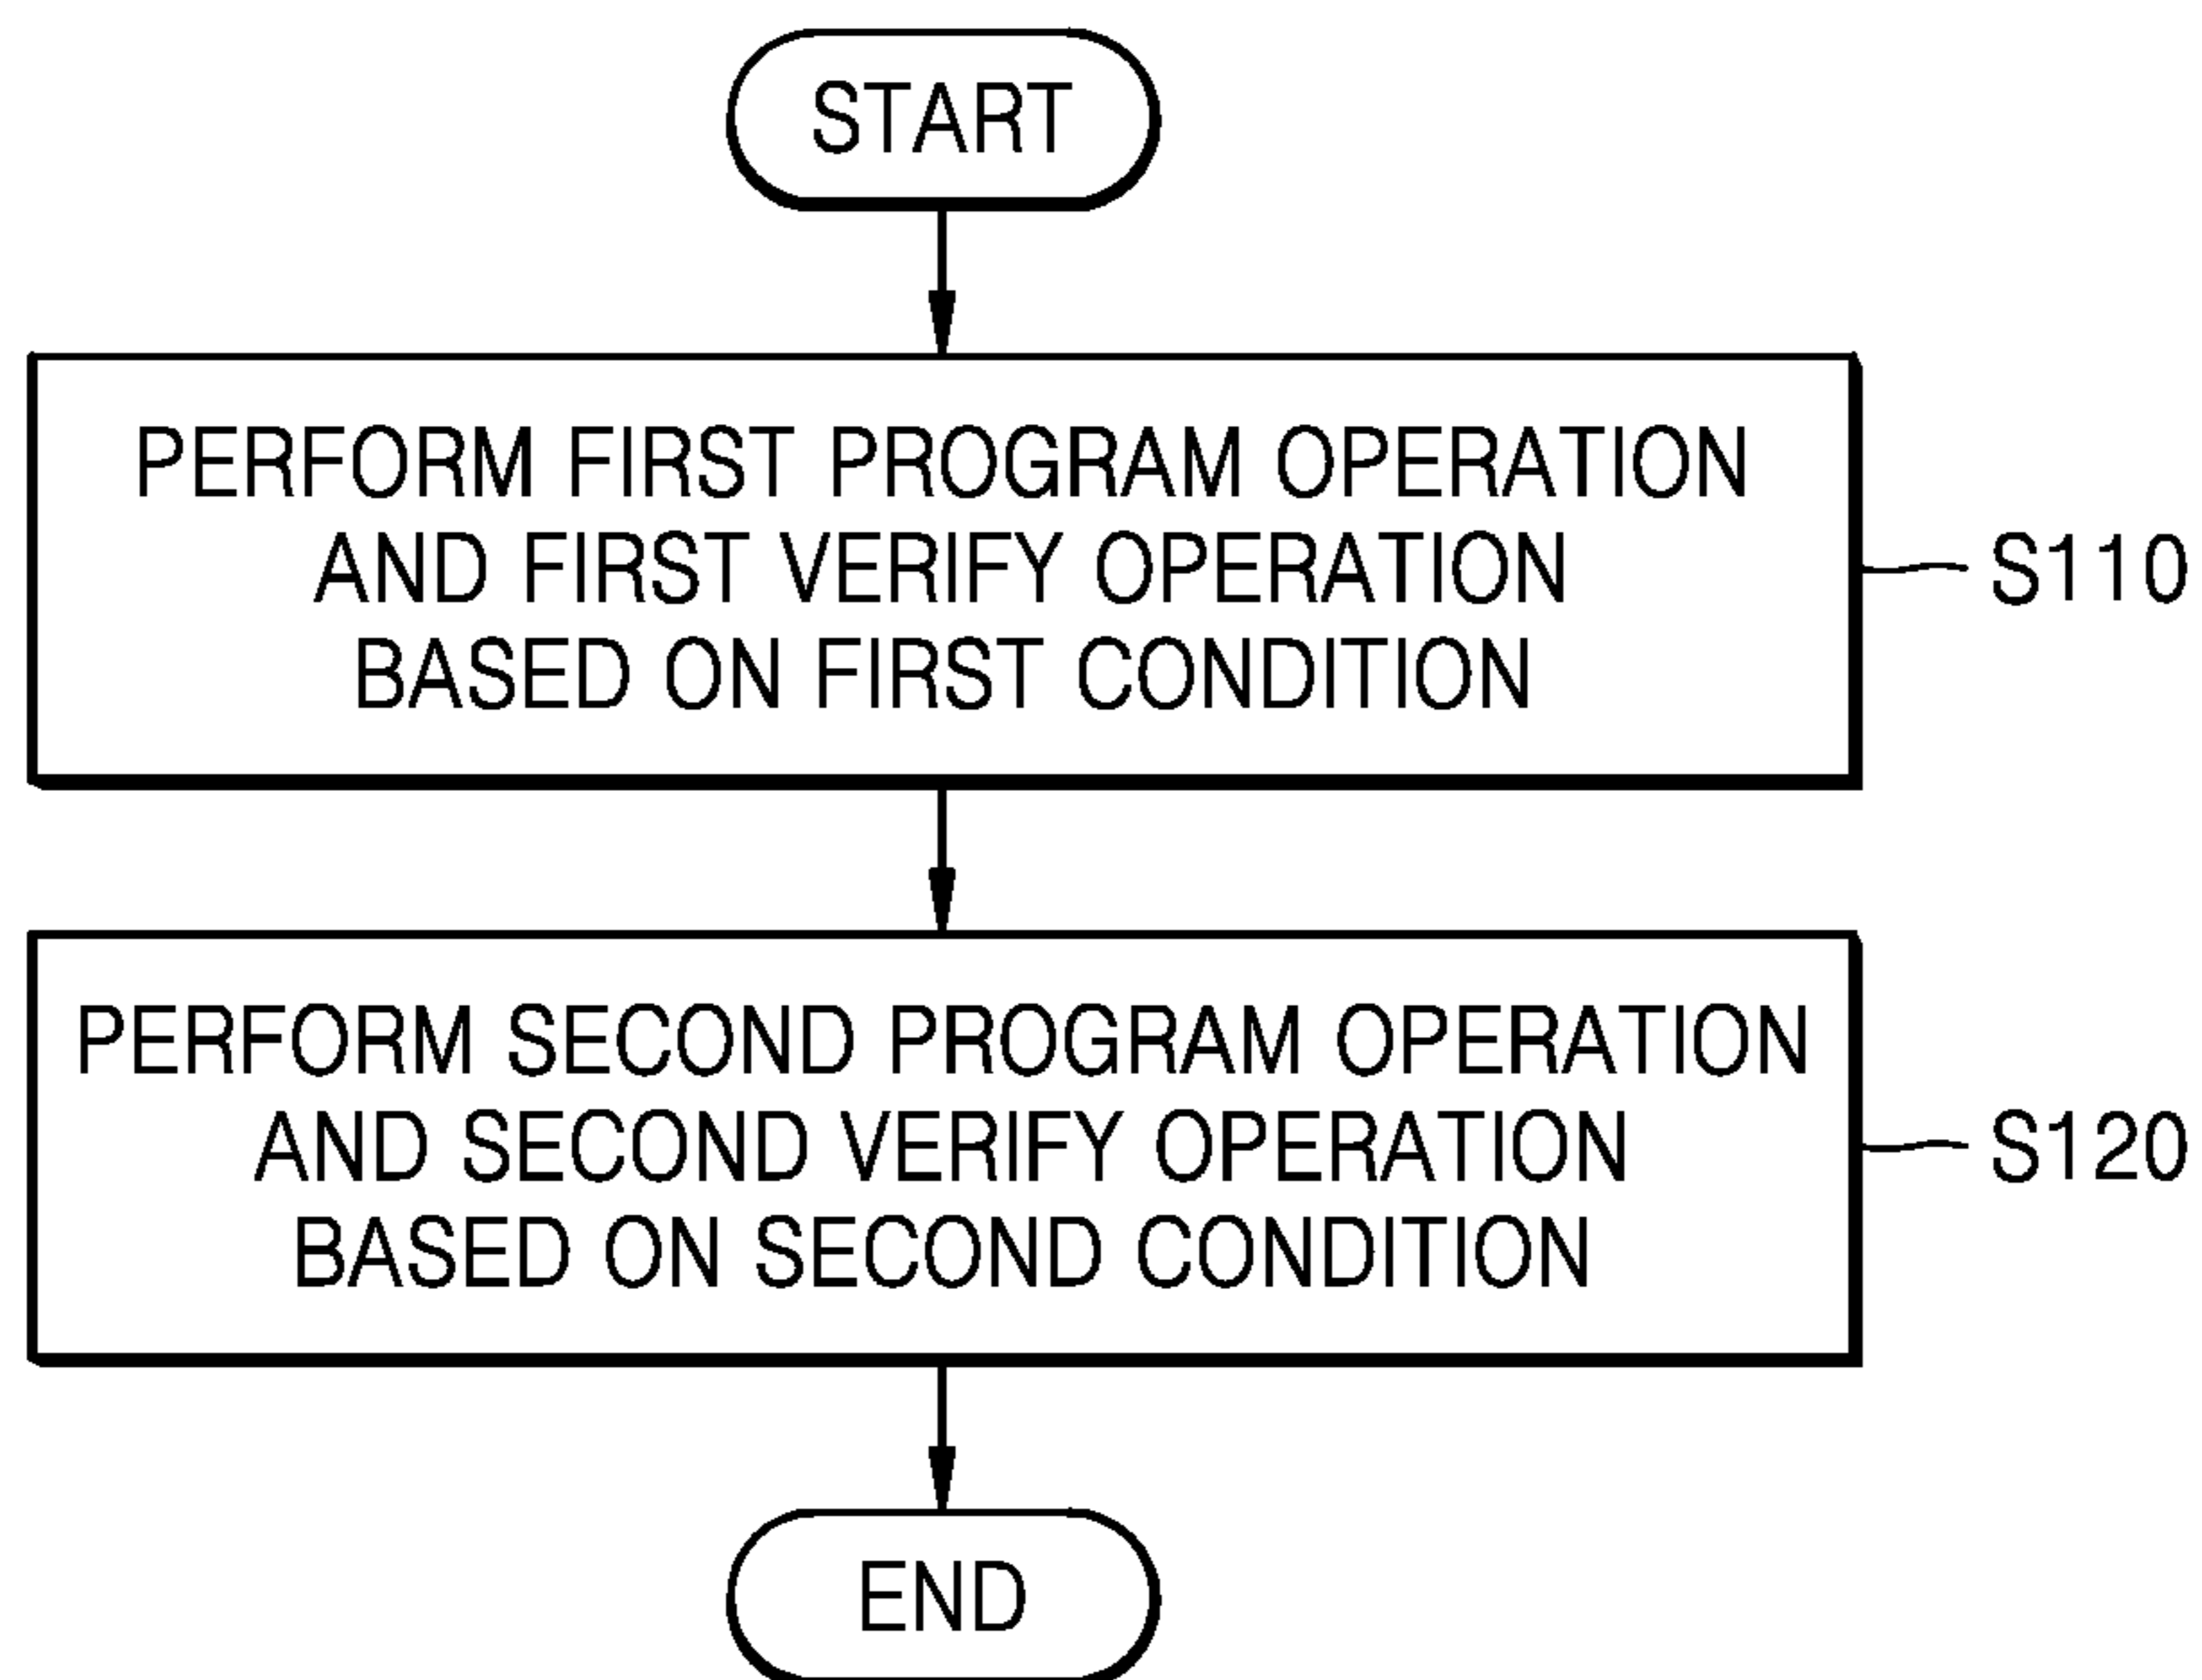 START
PERFORM FIRST PROGRAM OPERATION
AND FIRST VERIFY OPERATION
BASED ON FIRST CONDITION
S110
PERFORM SECOND PROGRAM OPERATION
AND SECOND VERIFY OPERATION
BASED ON SECOND CONDITION
S120
END